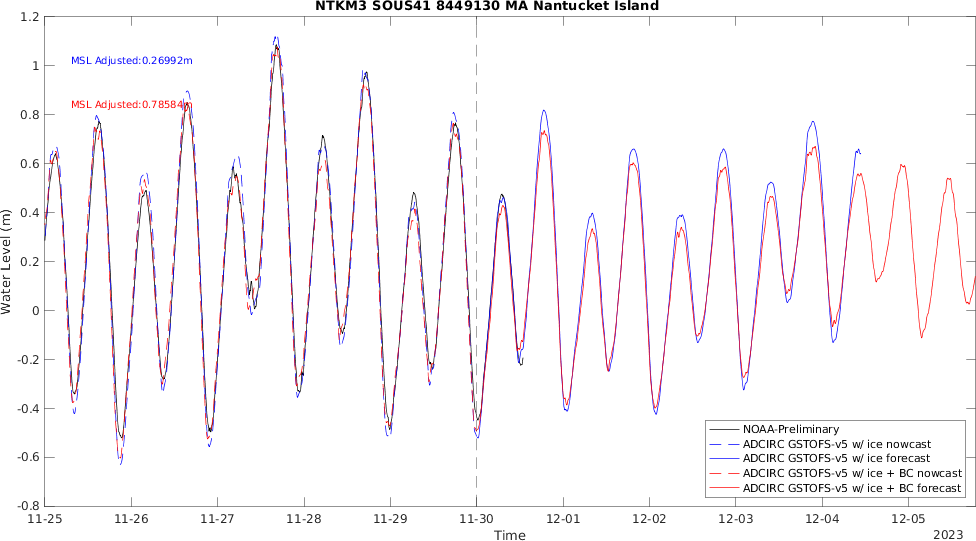 NTKM3 SOUS41 8449130 MA Nantucket Island
1.2
1
0.8
0.6
0.4
0.2
0
-0.2
-0.4
-0.6
-0.8
Water Level (m)
MSL Adjusted:0.26992m
MSL Adjusted:0.78584
NOAA-Preliminary
ADCIRC GSTOFS-v5 w/ ice nowcast
ADCIRC GSTOFS-v5 w/ ice forecast
ADCIRC GSTOFS-v5 w/ ice + BC nowcast
ADCIRC GSTOFS-v5 w/ ice + BC forecast
11-25 11-26 11-27 11-28 11-29 11-30 12-01 12-02 12-03 12-04 12-05
Time
2023